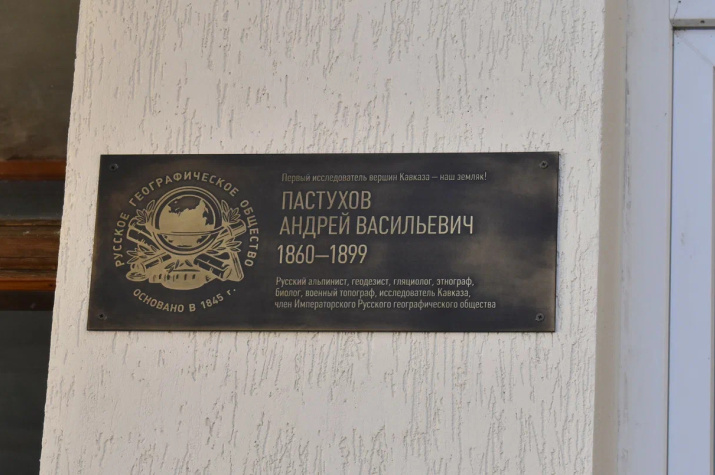 РУССКОЕ ГЕОГРАФИЧЕСКОЕ ОБЩЕСТВО
ОСНОВАНО В 1845 г.
Первый исследователь вершин Кавказа — наш земляк!
ПАСТУХОВ
АНДРЕЙ ВАСИЛЬЕВИЧ
1860—1899
Русский альпинист, геодезист, гляциолог, этнограф,
биолог, военный топограф, исследователь Кавказа,
член Императорского Русского географического общества